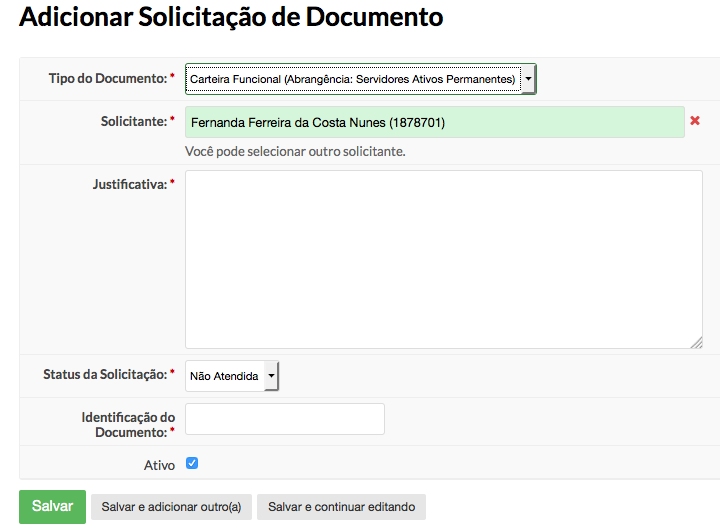 Adicionar Solicitação de Documento
Tipo do Documento:* Carteira Funcional (Abrangência: Servidores Ativos Permanentes)
Solicitante:* Fernanda Ferreira da Costa Nunes (1878701)
Você pode selecionar outro solicitante.
Justificativa:*
Status da Solicitação:* Não Atendida
Identificação do
Documento:*
Ativo
Salvar Salvar e adicionar outro(a) Salvar e continuar editando